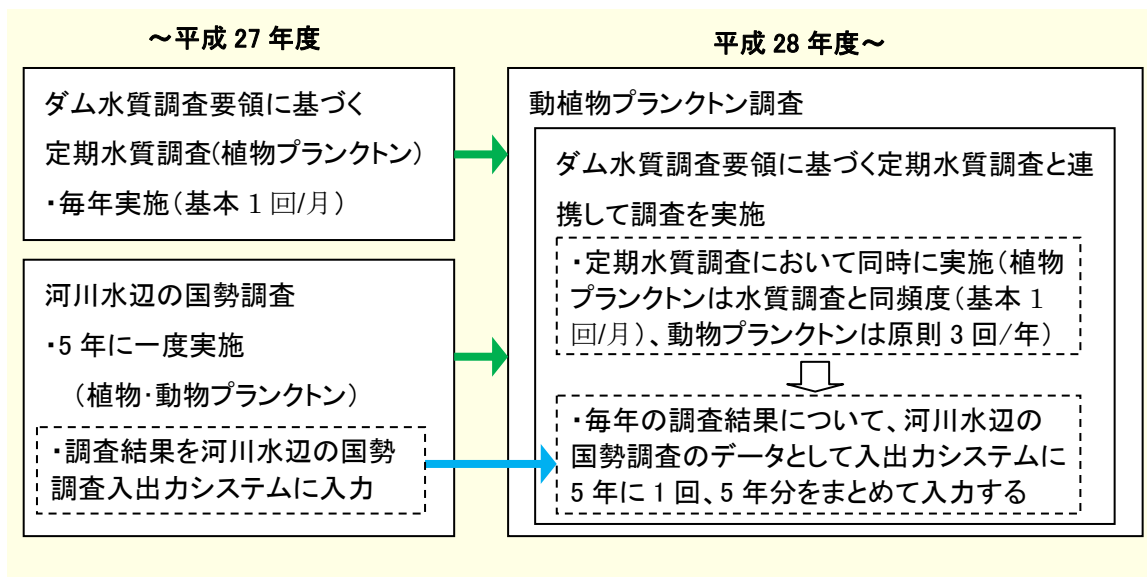 ～平成 27 年度
ダム水質調査要領に基づく
定期水質調査(植物プランクトン)
・毎年実施(基本 1 回/月)
河川水辺の国勢調査
・5 年に一度実施
(植物・動物プランクトン)
・調査結果を河川水辺の国勢
調査入出力システムに入力
平成 28 年度～
動植物プランクトン調査
ダム水質調査要領に基づく定期水質調査と連
携して調査を実施
・定期水質調査において同時に実施(植物
プランクトンは水質調査と同頻度(基本 1
回/月)、動物プランクトンは原則 3 回/年)
・毎年の調査結果について、河川水辺の
国勢調査のデータとして入出力システムに
5 年に 1 回、5 年分をまとめて入力する